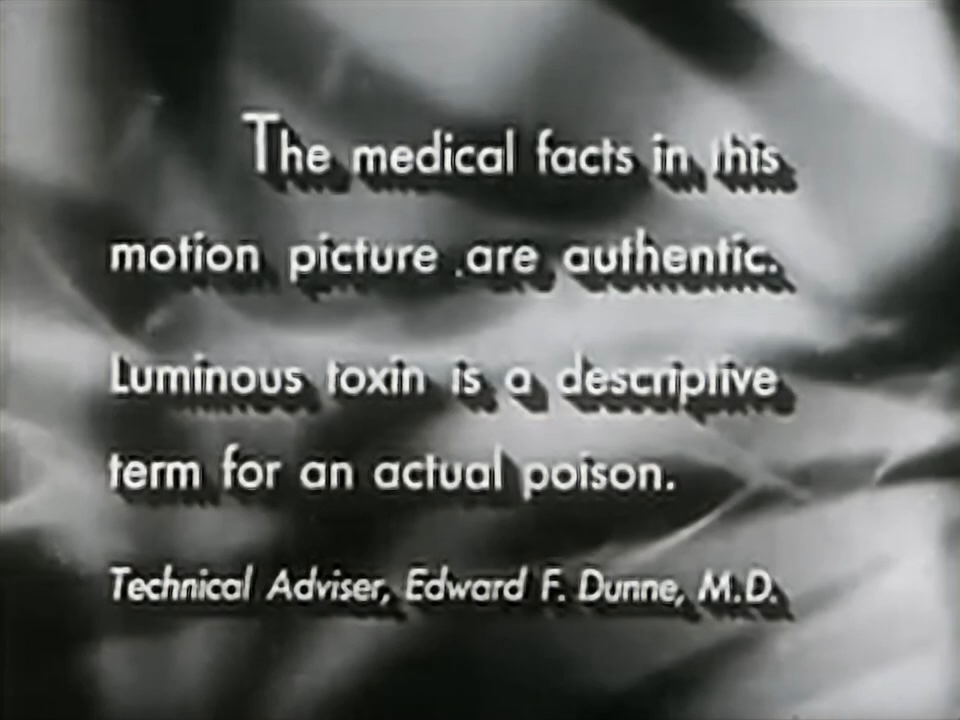 The medical facts in this
motion picture are authentic.
Luminous toxin is a descriptive
term for an actual poison.
Technical Adviser, Edward F. Dunne, M.D.